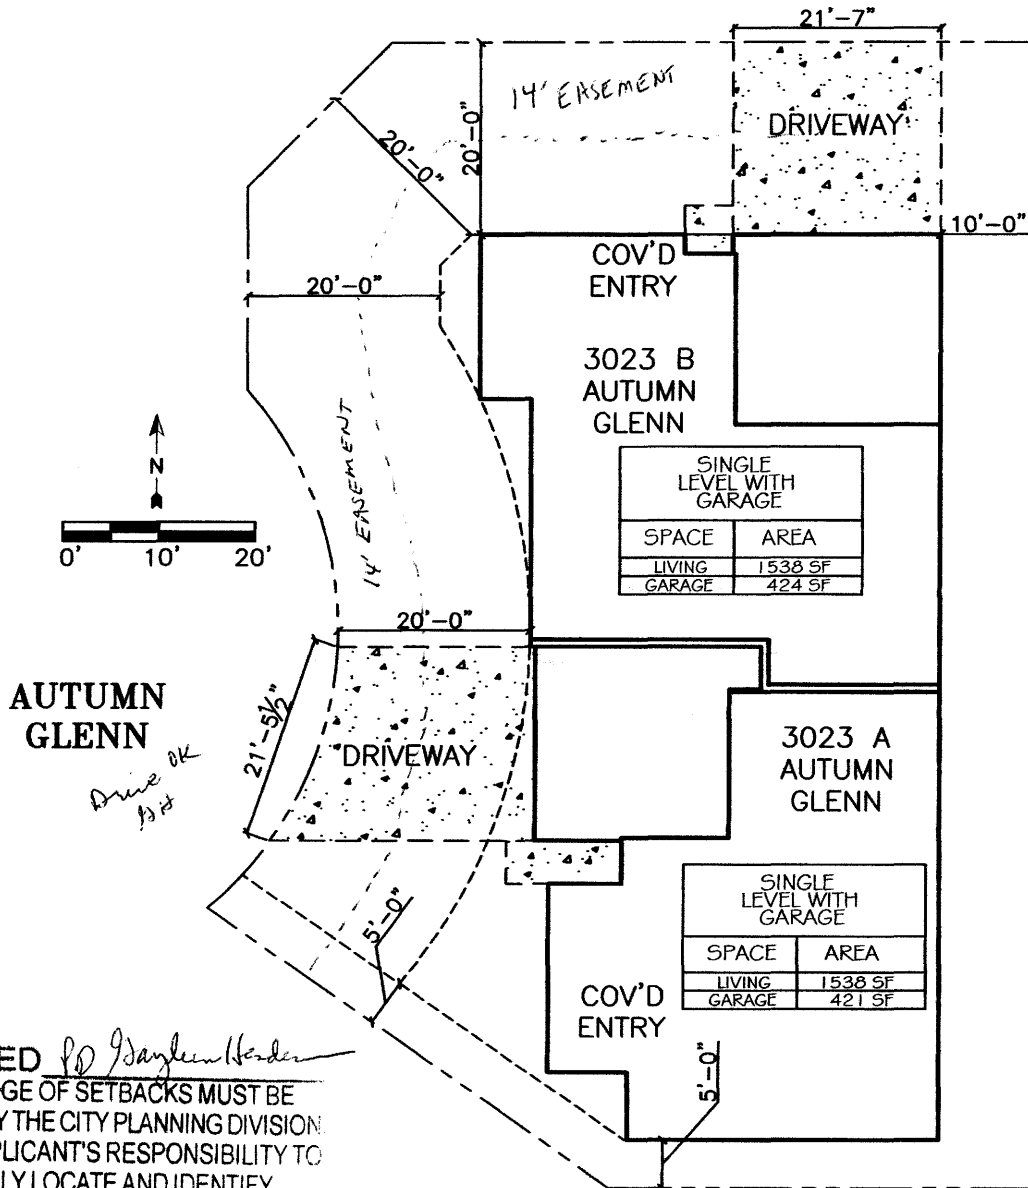 21'-7"
14' EASEMENT
20'-0"
20'-0"
DRIVEWAY
10'-0"
COV'D
ENTRY
20'-0"
3023 B
AUTUMN
GLENN
14' EASEMENT
N
0' 10' 20'
SINGLE
LEVEL WITH
GARAGE
SPACE AREA
LIVING 1538 SF
GARAGE 424 SF
20'-0"
AUTUMN
GLENN
21'-5½"
DRIVEWAY
Drive OK
3023 A
AUTUMN
GLENN
SINGLE
LEVEL WITH
GARAGE
SPACE AREA
LIVING 1538 SF
GARAGE 421 SF
5'-0"
COV'D
ENTRY
5'-0"
ED
GE OF SETBACKS MUST BE
Y THE CITY PLANNING DIVISION
PLICANT'S RESPONSIBILITY TO
LY LOCATE AND IDENTIFY